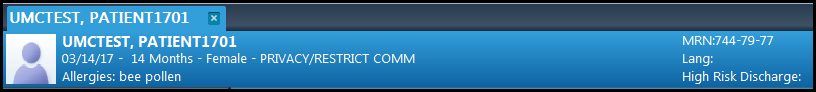 UMCTEST, PATIENT1701
UMCTEST, PATIENT1701
MRN:744-79-77
03/14/17 - 14 Months - Female - PRIVACY/RESTRICT COMM
Lang:
Allergies: bee pollen
High Risk Discharge: